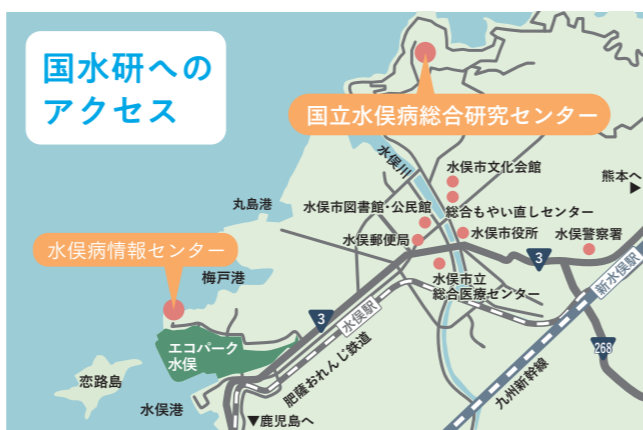 国水研への
アクセス
国立水俣病総合研究センター
水俣川
水俣市文化会館
熊本へ
丸島港
水俣市図書館・公民館
総合もやい直しセンター
水俣郵便局
水俣市役所
水俣警察署
水俣病情報センター
梅戸港
水俣市立
総合医療センター
3
新水俣駅
3
水俣駅
268
エコパーク
水俣
肥薩おれんじ鉄道
九州新幹線
恋路島
水俣港
▼鹿児島へ